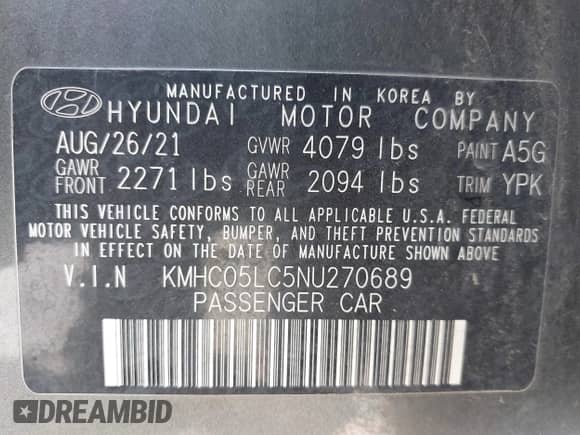 MANUFACTURED IN KOREA BY
HYUNDAI MOTOR COMPANY
AUG/26/21 GVWR 4079 lbs PAINT A5G
GAWR FRONT 2271 lbs GAWR REAR 2094 lbs TRIM YPK
THIS VEHICLE CONFORMS TO ALL APPLICABLE U.S.A. FEDERAL
MOTOR VEHICLE SAFETY, BUMPER, AND THEFT PREVENTION STANDARDS
IN EFFECT ON THE DATE OF MANUFACTURE SHOWN ABOVE
V.I.N KMHC05LC5NU270689
PASSENGER CAR
DREAMBID